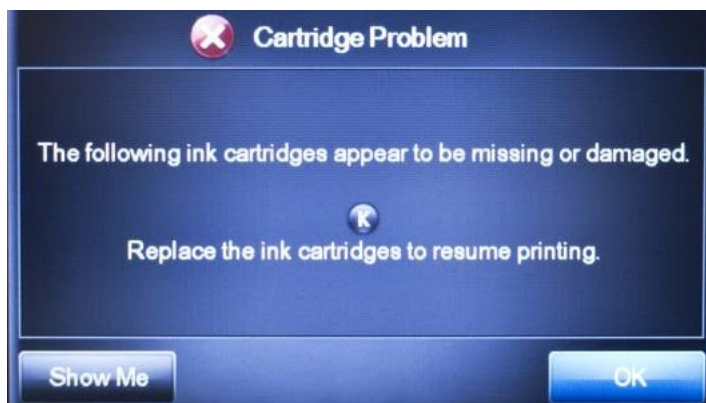 Cartridge Problem
The following ink cartridges appear to be missing or damaged.
K
Replace the ink cartridges to resume printing.
Show Me
OK